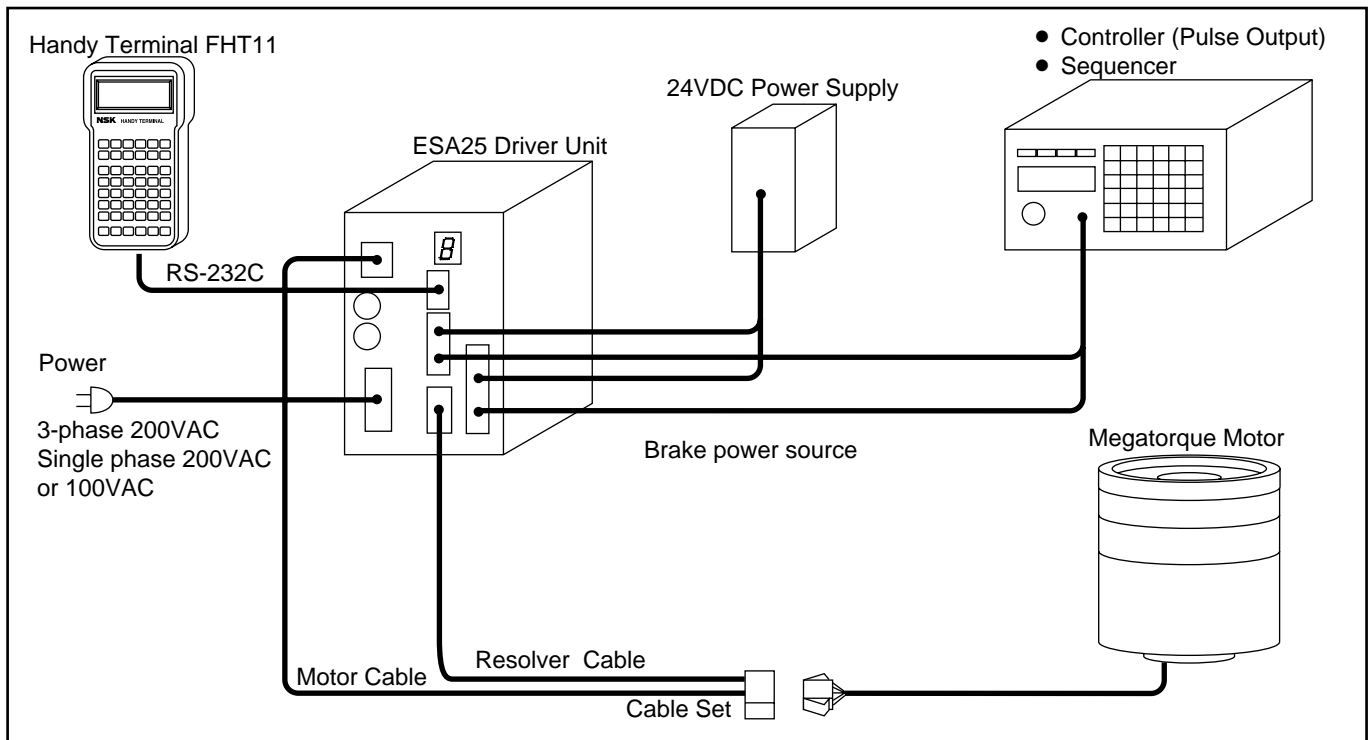 Handy Terminal FHT11
NSK HANDY TERMINAL
ESA25 Driver Unit
8
24VDC Power Supply
● Controller (Pulse Output)
● Sequencer
RS-232C
Power
3-phase 200VAC
Single phase 200VAC
or 100VAC
Brake power source
Megatorque Motor
Resolver Cable
Motor Cable
Cable Set